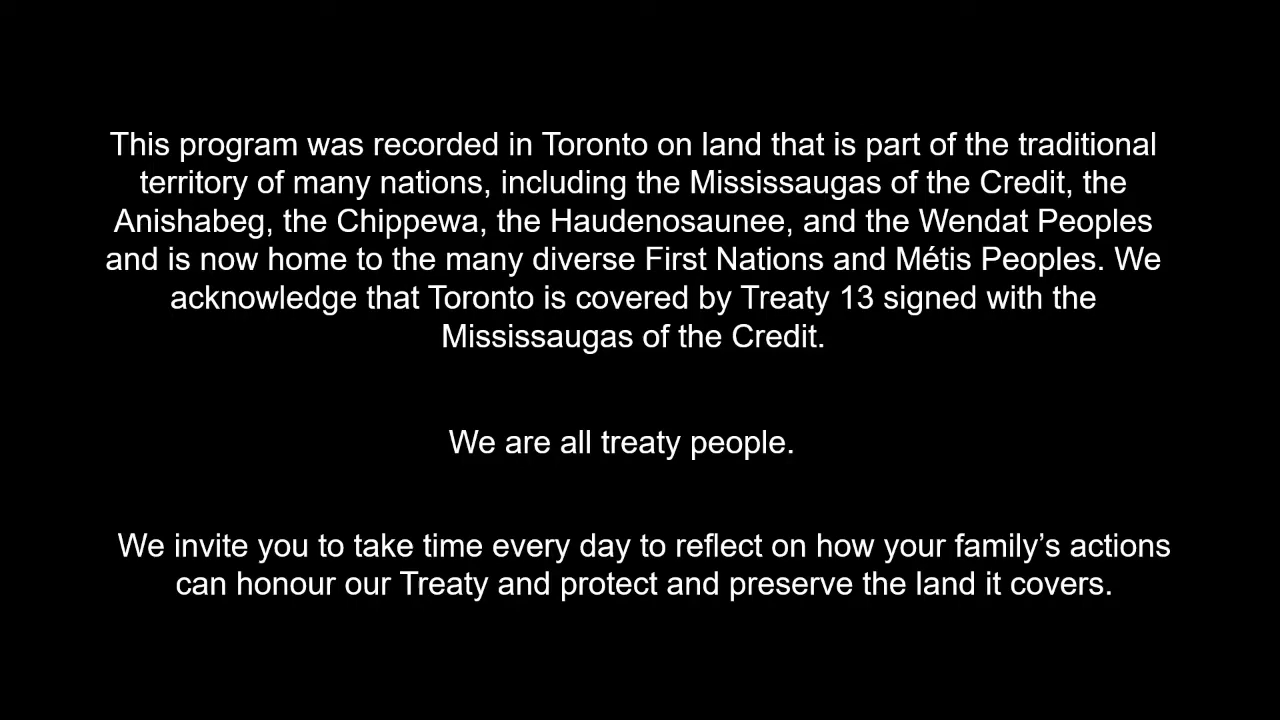 This program was recorded in Toronto on land that is part of the traditional
territory of many nations, including the Mississaugas of the Credit, the
Anishabeg, the Chippewa, the Haudenosaunee, and the Wendat Peoples
and is now home to the many diverse First Nations and Métis Peoples. We
acknowledge that Toronto is covered by Treaty 13 signed with the
Mississaugas of the Credit.
We are all treaty people.
We invite you to take time every day to reflect on how your family’s actions
can honour our Treaty and protect and preserve the land it covers.